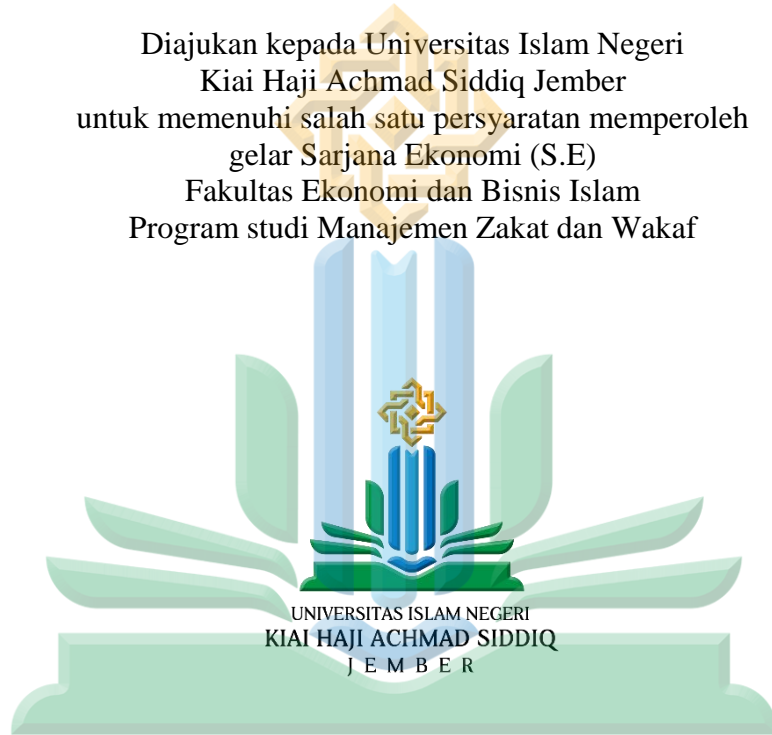 Diajukan kepada Universitas Islam Negeri
Kiai Haji Achmad Siddiq Jember
untuk memenuhi salah satu persyaratan memperoleh
gelar Sarjana Ekonomi (S.E)
Fakultas Ekonomi dan Bisnis Islam
Program studi Manajemen Zakat dan Wakaf
UNIVERSITAS ISLAM NEGERI
KIAI HAJI ACHMAD SIDDIQ
JEMBER